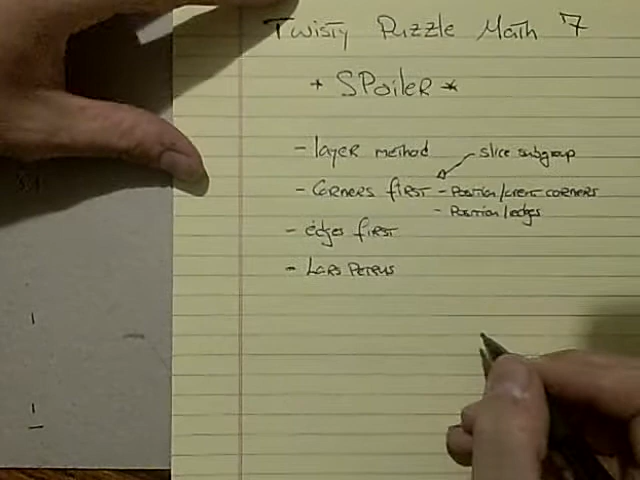 Twisty Puzzle Math 7
* SPoileR *
- layer method
slice subgroup
- Corners first - Position/orient corners
- Position/edges
- edges first
- Lars Petrus